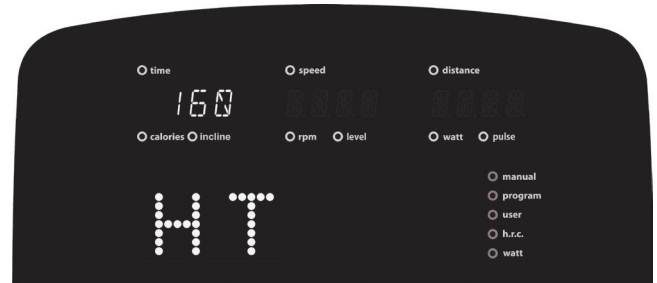 time speed distance
160
calories incline rpm level watt pulse
manual
program
user
h.r.c.
watt
HT